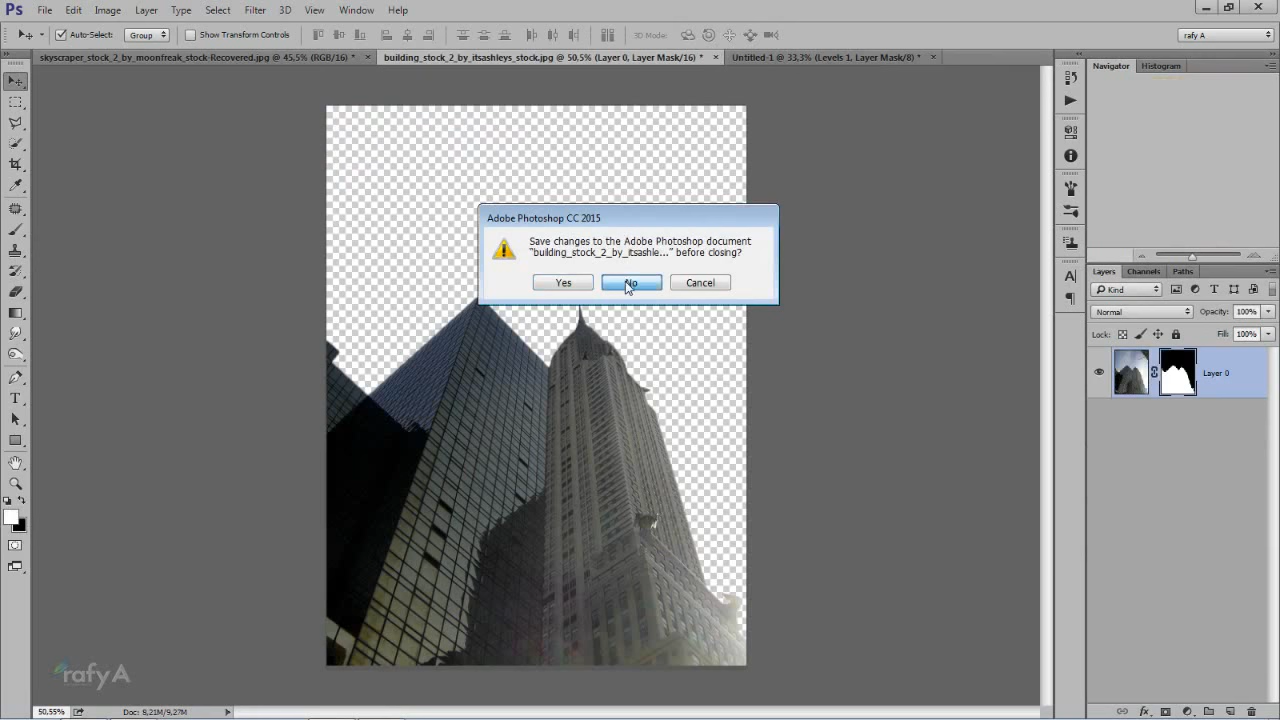 Ps File Edit Image Layer Type Select Filter 3D View Window Help
Auto-Select: Group Show Transform Controls 3D Mode: rafy A
skyscraper_stock_2_by_moonfreak_stock-Recovered.jpg @ 45,5% (RGB/16) * × building_stock_2_by_itsashleys_stock.jpg @ 50,5% (Layer 0, Layer Mask/16) * × Untitled-1 @ 33,3% (Levels 1, Layer Mask/8) * ×
Navigator Histogram
Adobe Photoshop CC 2015
Save changes to the Adobe Photoshop document
"building_stock_2_by_itsashle..." before closing?
Yes No Cancel
Layers Channels Paths
Kind
Normal Opacity: 100%
Lock: Fill: 100%
Layer 0
rafy A
50,55% Doc: 9,21M/9,27M